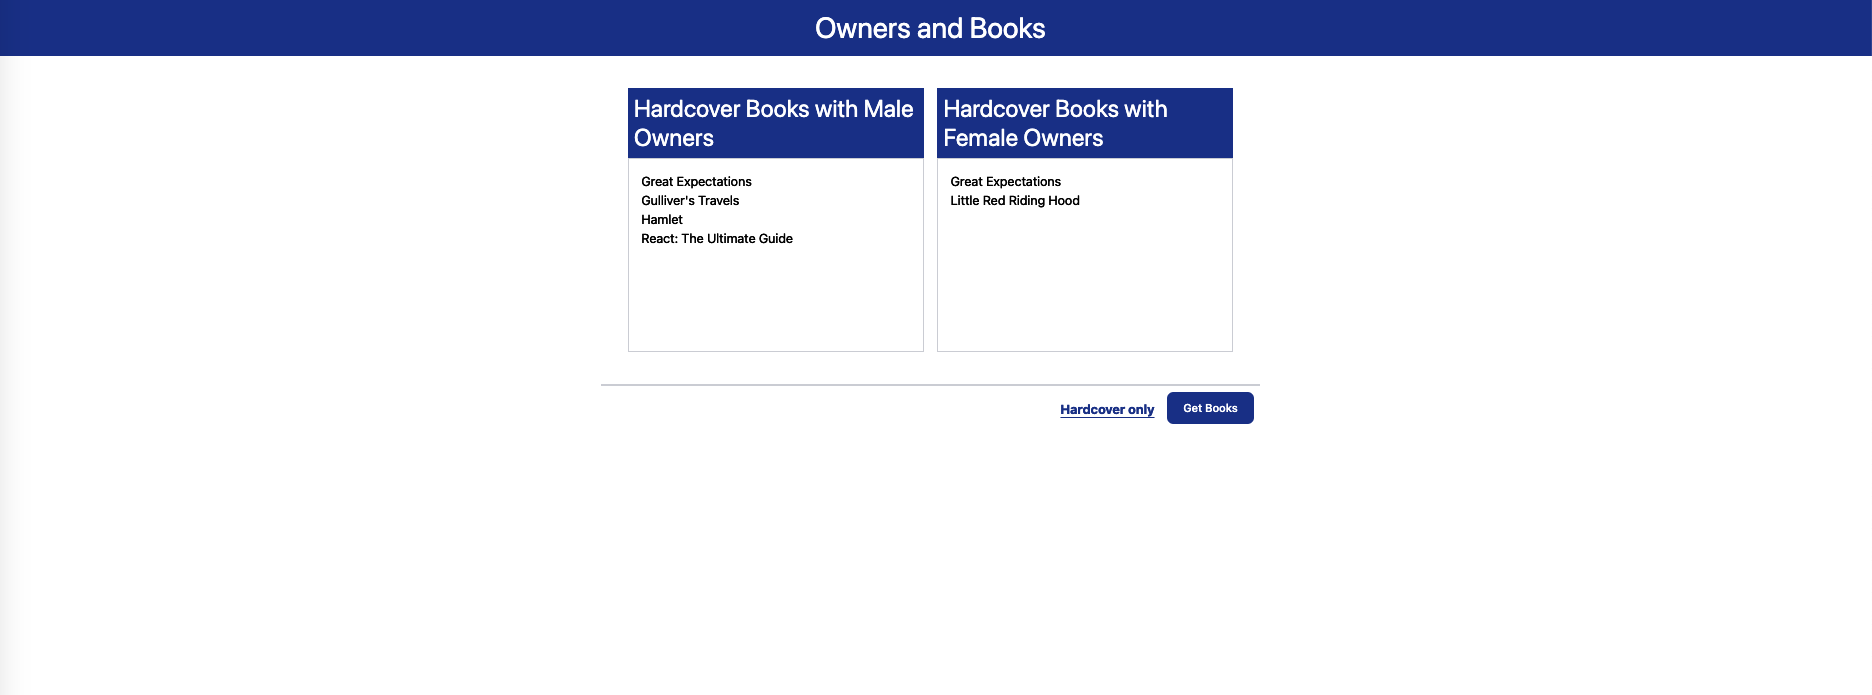 Owners and Books
Hardcover Books with Male
Owners
Great Expectations
Gulliver's Travels
Hamlet
React: The Ultimate Guide
Hardcover Books with
Female Owners
Great Expectations
Little Red Riding Hood
Hardcover only
Get Books